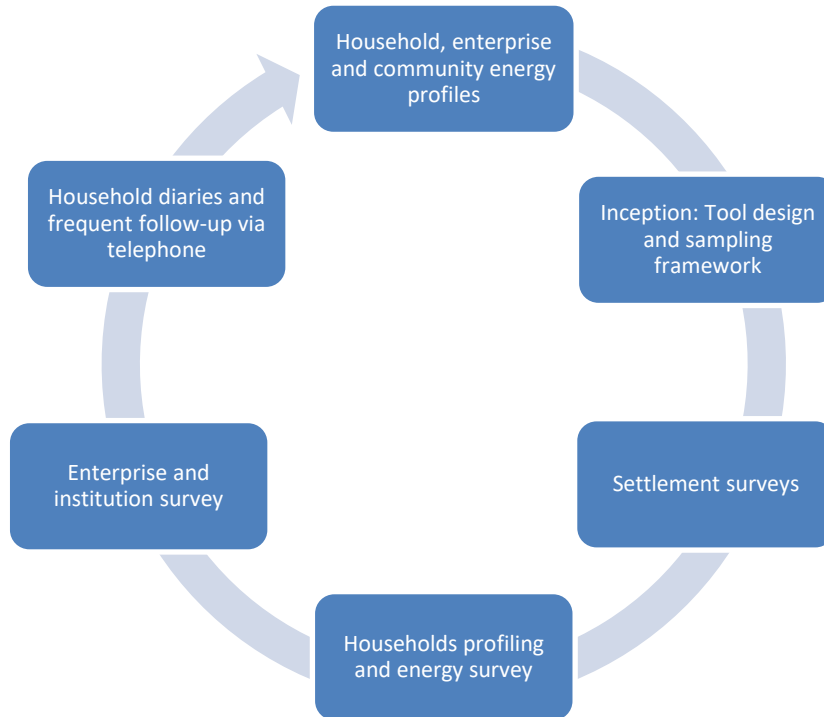 Household, enterprise
and community energy
profiles
Inception: Tool design
and sampling
framework
Settlement surveys
Households profiling
and energy survey
Enterprise and
institution survey
Household diaries and
frequent follow-up via
telephone